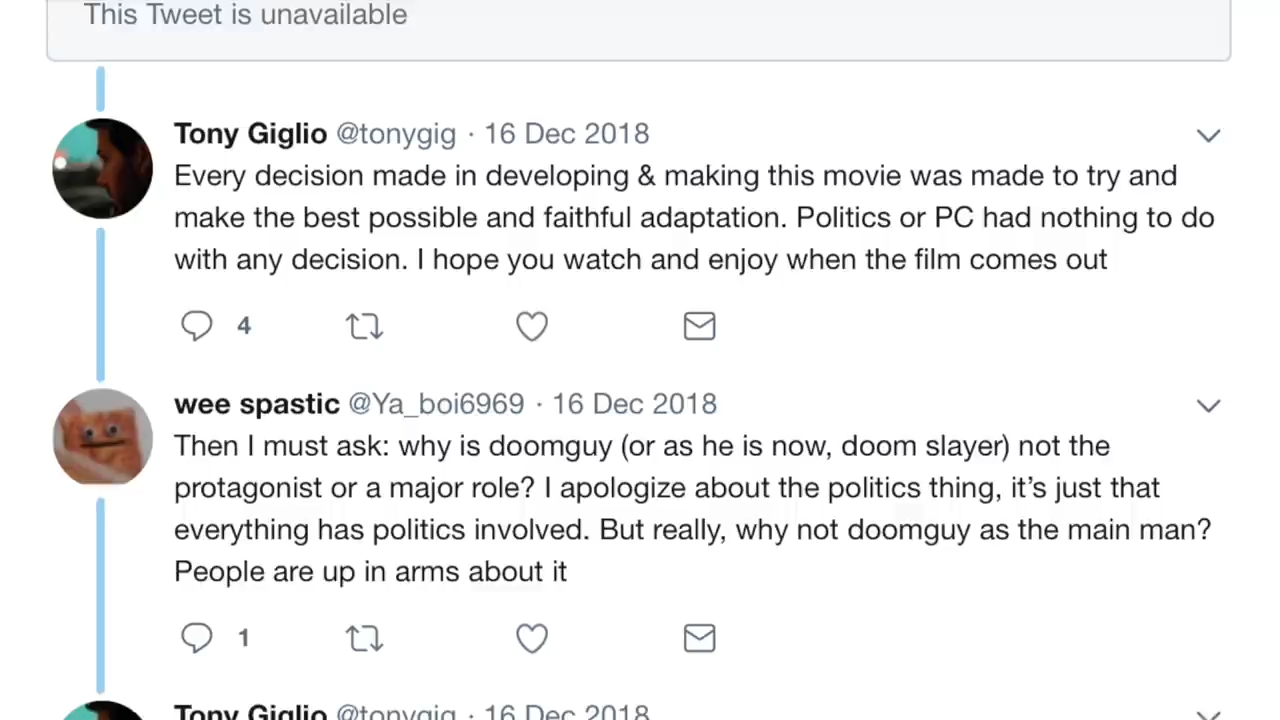 This Tweet is unavailable
Tony Giglio @tonygig · 16 Dec 2018
Every decision made in developing & making this movie was made to try and
make the best possible and faithful adaptation. Politics or PC had nothing to do
with any decision. I hope you watch and enjoy when the film comes out
4
wee spastic @Ya_boi6969 · 16 Dec 2018
Then I must ask: why is doomguy (or as he is now, doom slayer) not the
protagonist or a major role? I apologize about the politics thing, it’s just that
everything has politics involved. But really, why not doomguy as the main man?
People are up in arms about it
1
Tony Giglio @tonygig · 16 Dec 2018